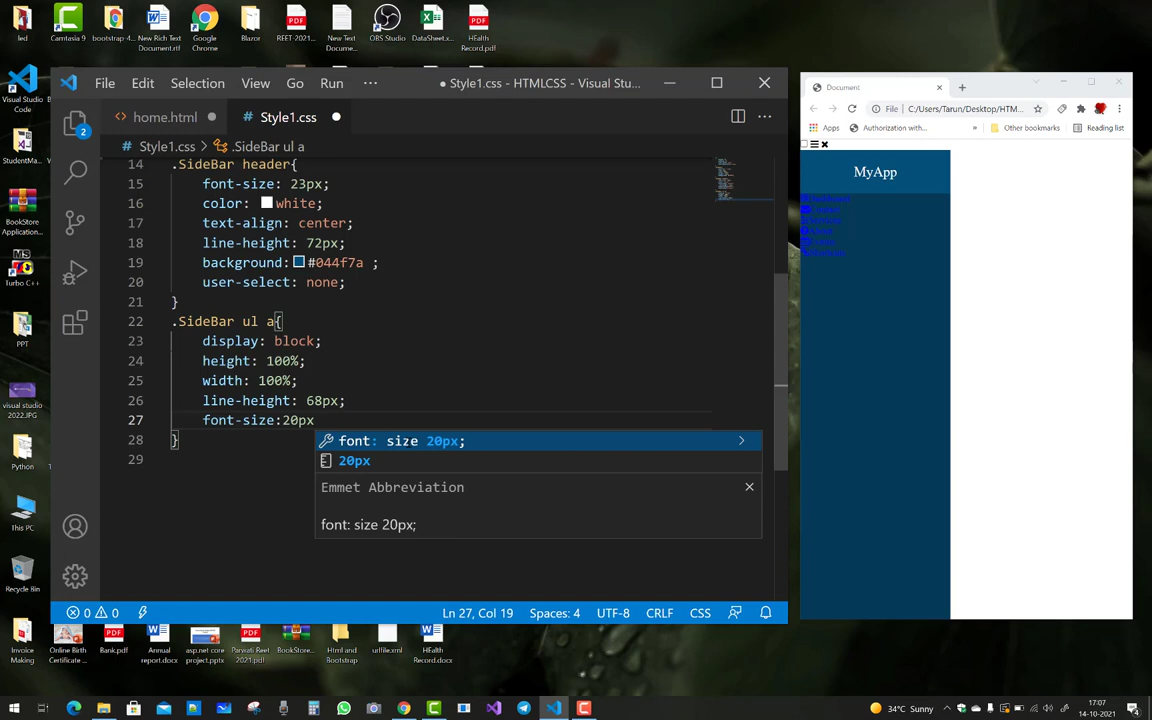 led
Camtasia 9
bootstrap-4...
New Rich Text Document.rtf
Google Chrome
Blazor
REET-2021...
New Text Docume...
OBS Studio
DataSheet.x...
HEalth Record.pdf
Visual Studio Code
StudentMa...
BookStore Application...
Turbo C++
PPT
visual studio 2022.JPG
Python
This PC
Recycle Bin
File Edit Selection View Go Run ···
● Style1.css - HTMLCSS - Visual Stu...
home.html
# Style1.css
# Style1.css > .SideBar ul a
2
14 .SideBar header{
15 font-size: 23px;
16 color: white;
17 text-align: center;
18 line-height: 72px;
19 background: #044f7a ;
20 user-select: none;
21 }
22 .SideBar ul a{
23 display: block;
24 height: 100%;
25 width: 100%;
26 line-height: 68px;
27 font-size:20px
28 }
29
font: size 20px;
20px
Emmet Abbreviation
font: size 20px;
0 0
Ln 27, Col 19 Spaces: 4 UTF-8 CRLF CSS
Document
File C:/Users/Tarun/Desktop/HTM...
Apps Authorization with... » Other bookmarks Reading list
MyApp
Invoice Making
Online Birth Certificate ...
Bank.pdf
Annual report.docx
asp.net core project.pptx
Parvati Reet 2021.pdf
BookStore...
Html and Bootstrap
urlfile.xml
HEalth Record.docx
34°C Sunny
17:07
14-10-2021
4